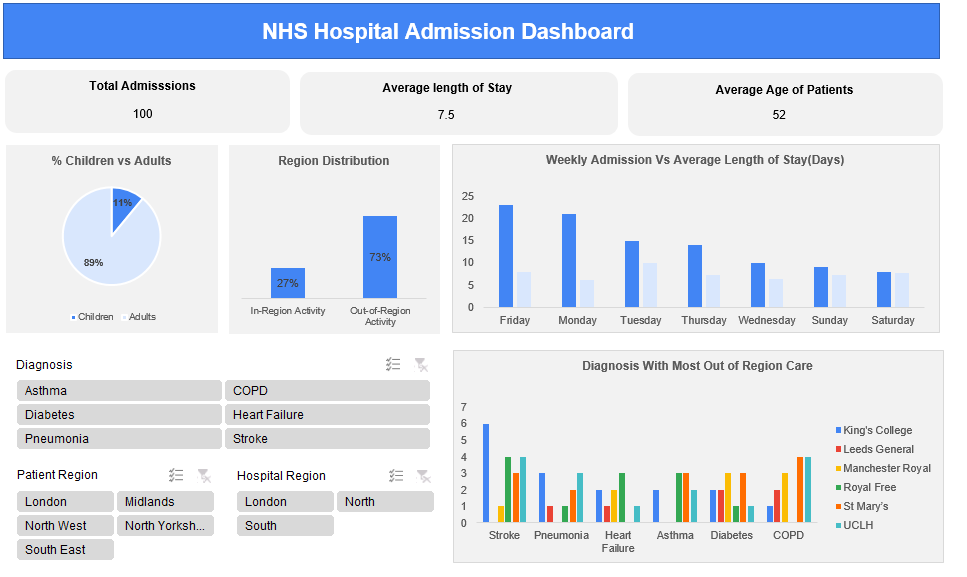 NHS Hospital Admission Dashboard
Total Admisssions
100
Average length of Stay
7.5
Average Age of Patients
52
% Children vs Adults
11%
89%
Children Adults
Region Distribution
27%
73%
In-Region Activity
Out-of-Region
Activity
Weekly Admission Vs Average Length of Stay(Days)
25
20
15
10
5
0
Friday Monday Tuesday Thursday Wednesday Sunday Saturday
Diagnosis
Asthma COPD
Diabetes Heart Failure
Pneumonia Stroke
Patient Region
London Midlands
North West North Yorksh...
South East
Hospital Region
London North
South
Diagnosis With Most Out of Region Care
7
6
5
4
3
2
1
0
Stroke Pneumonia Heart Failure Asthma Diabetes COPD
King's College
Leeds General
Manchester Royal
Royal Free
St Mary's
UCLH